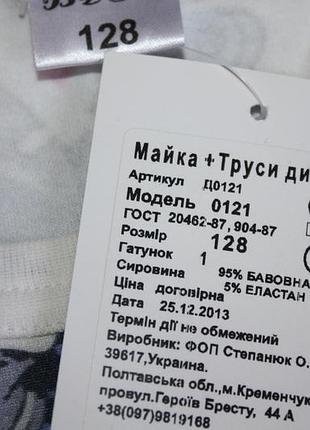 128
Майка +Труси ди
Артикул Д0121
Модель 0121
ГОСТ 20462-87, 904-87
Розмір 128
Гатунок 1
Сировина 95% БАВОВНА
5% ЕЛАСТАН
Ціна договірна
Дата 25.12.2013
Термін дії не обмежений
Виробник: ФОП Степанюк О.
39617,Украина.
Полтавська обл.,м.Кременчук
провул.Героїв Бресту, 44 А
+38(097)9819168